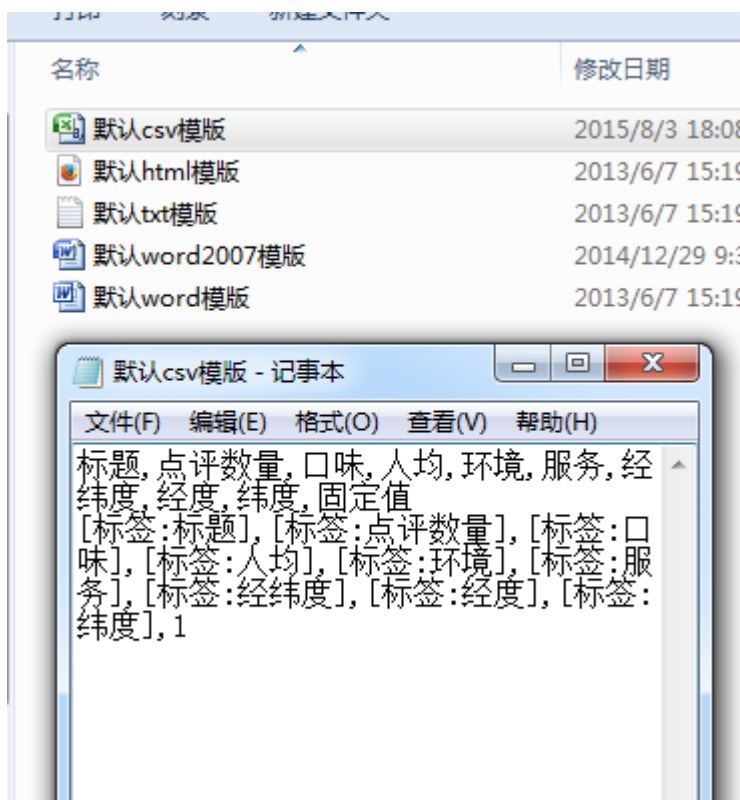 打印 刻录 新建文件夹
名称 修改日期
默认csv模版 2015/8/3 18:08
默认html模版 2013/6/7 15:19
默认txt模版 2013/6/7 15:19
默认word2007模版 2014/12/29 9:3
默认word模版 2013/6/7 15:19
默认csv模版 - 记事本
文件(F) 编辑(E) 格式(O) 查看(V) 帮助(H)
标题,点评数量,口味,人均,环境,服务,经
纬度,经度,纬度,固定值
[标签:标题],[标签:点评数量],[标签:口
味],[标签:人均],[标签:环境],[标签:服
务],[标签:经纬度],[标签:经度],[标签:
纬度],1